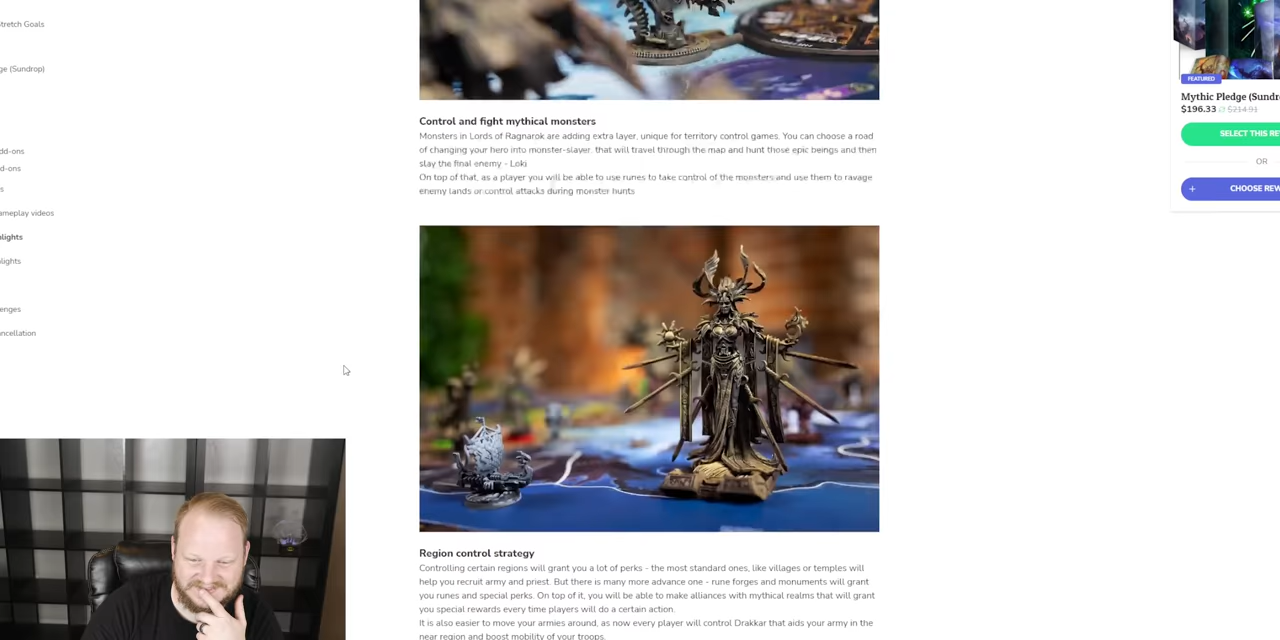 Stretch Goals
ge (Sundrop)
dd-ons
d-ons
s
ameplay videos
lights
lights
enges
ancellation
Control and fight mythical monsters
Monsters in Lords of Ragnarok are adding extra layer, unique for territory control games. You can choose a road
of changing your hero into monster-slayer. that will travel through the map and hunt those epic beings and then
slay the final enemy - Loki
On top of that, as a player you will be able to use runes to take control of the monsters and use them to ravage
enemy lands or control attacks during monster hunts
Region control strategy
Controlling certain regions will grant you a lot of perks - the most standard ones, like villages or temples will
help you recruit army and priest. But there is many more advance one - rune forges and monuments will grant
you runes and special perks. On top of it, you will be able to make alliances with mythical realms that will grant
you special rewards every time players will do a certain action.
It is also easier to move your armies around, as now every player will control Drakkar that aids your army in the
near region and boost mobility of your troops.
FEATURED
Mythic Pledge (Sundr
$196.33 $214.91
SELECT THIS RE
OR
+ CHOOSE REW